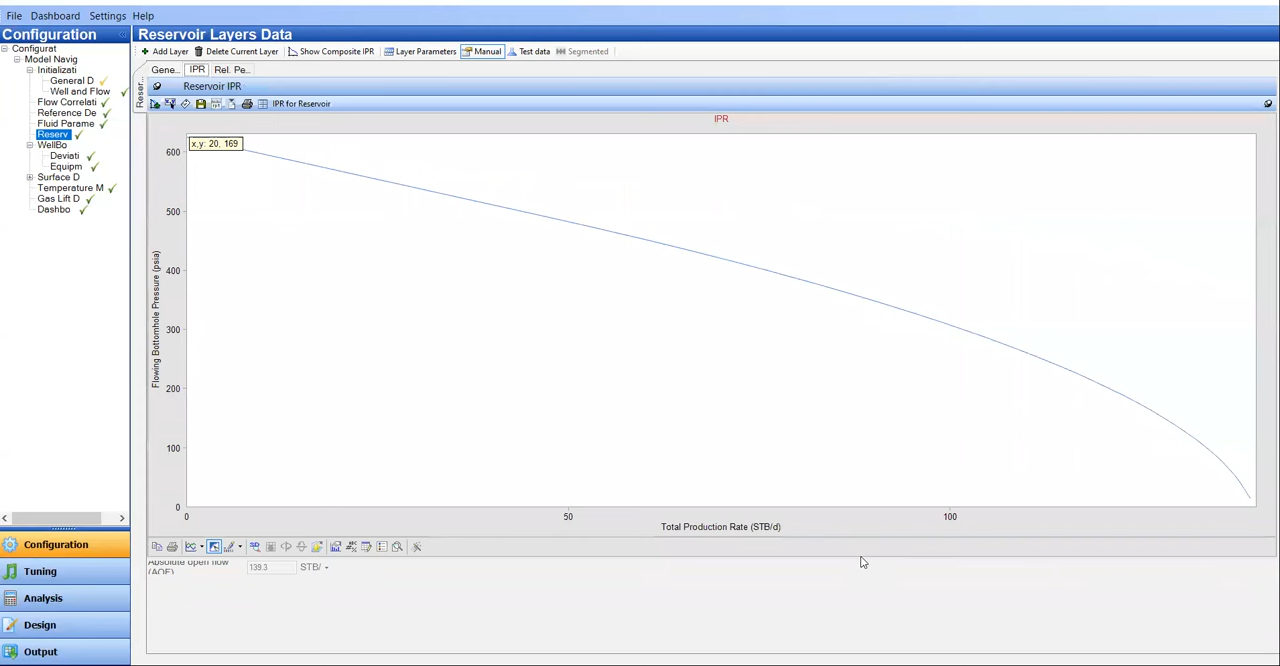 File Dashboard Settings Help
Configuration
Reservoir Layers Data
Add Layer Delete Current Layer Show Composite IPR Layer Parameters Manual Test data Segmented
Configurat
Model Navig
Initializati
General D
Well and Flow
Flow Correlati
Reference De
Fluid Parame
Reserv
WellBo
Deviati
Equipm
Surface D
Temperature M
Gas Lift D
Dashbo
Reser...
Gene... IPR Rel. Pe...
Reservoir IPR
IPR for Reservoir
IPR
x,y: 20, 169
600
500
400
300
200
100
0
Flowing Bottomhole Pressure (psia)
0 50 100
Total Production Rate (STB/d)
Absolute open flow
(AOF)
139.3 STB/
Configuration
Tuning
Analysis
Design
Output